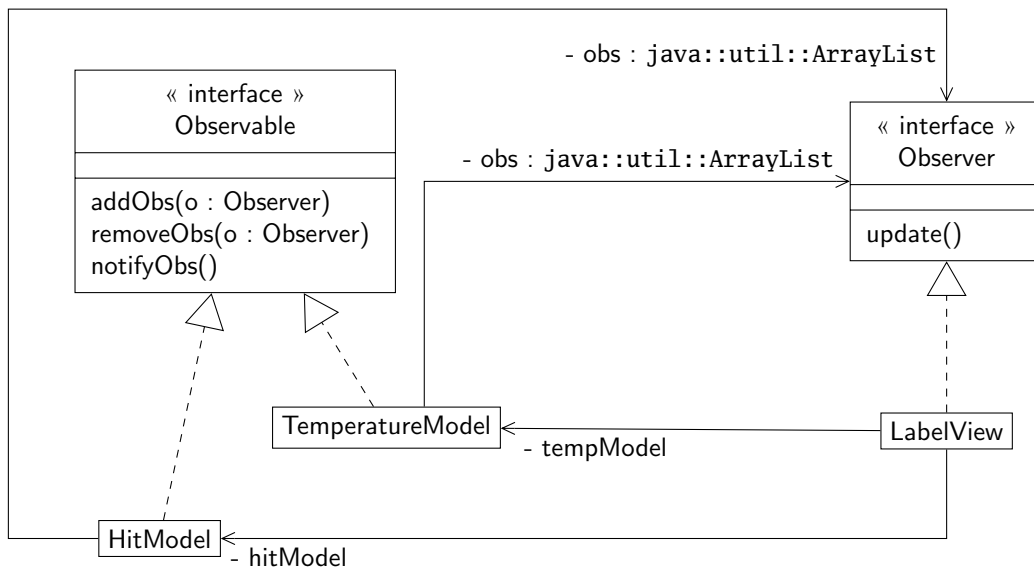 - obs : java::util::ArrayList
« interface »
Observable
addObs(o : Observer)
removeObs(o : Observer)
notifyObs()
« interface »
Observer
update()
- obs : java::util::ArrayList
TemperatureModel
- tempModel
LabelView
HitModel
- hitModel